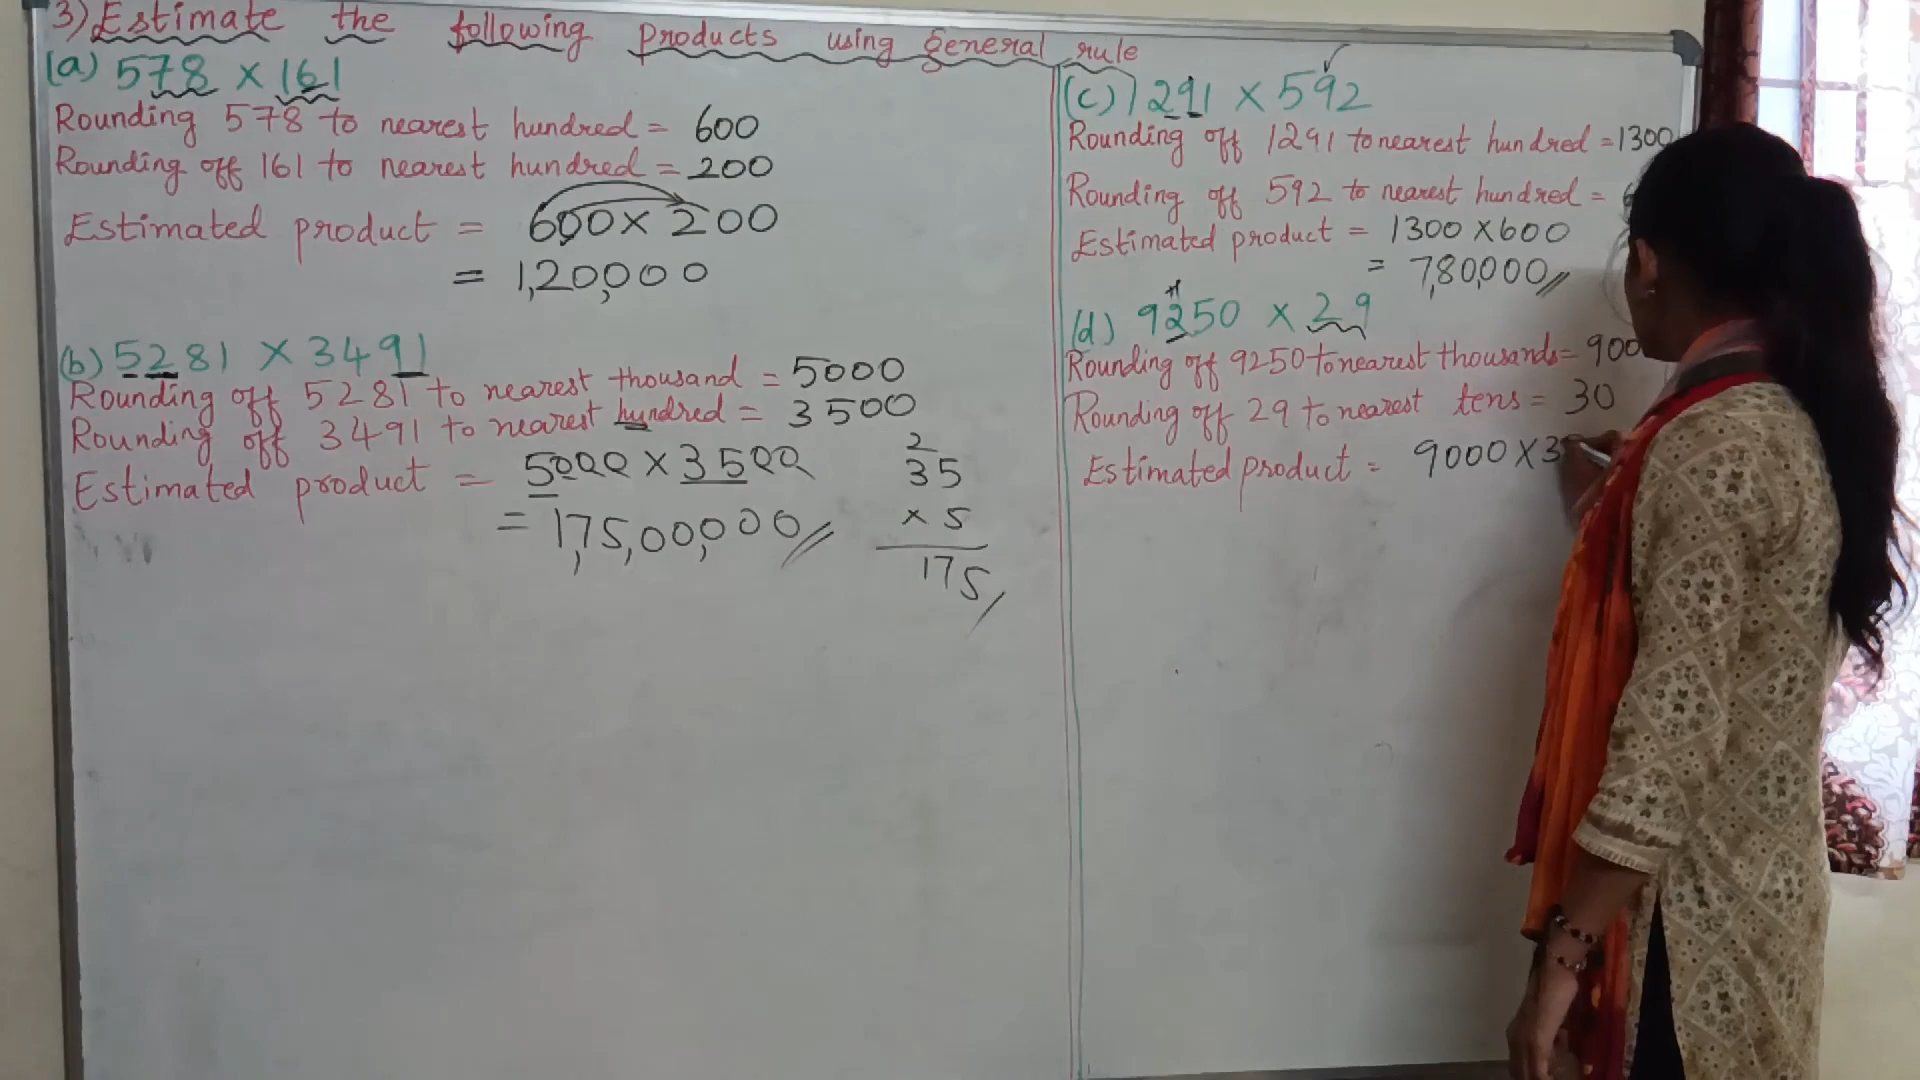 3) Estimate the following products using general rule
(a) 578 × 161
Rounding 578 to nearest hundred = 600
Rounding off 161 to nearest hundred = 200
Estimated product = 600 × 200
= 1,20,000
(b) 5281 × 3491
Rounding off 5281 to nearest thousand = 5000
Rounding off 3491 to nearest hundred = 3500
Estimated product = 5000 × 3500
= 1,75,00,000//
2
35
× 5
175/
(c) 1291 × 592
Rounding off 1291 to nearest hundred = 1300
Rounding off 592 to nearest hundred =
Estimated product = 1300 × 600
= 7,80,000//
(d) 9250 × 29
Rounding off 9250 to nearest thousands = 900
Rounding off 29 to nearest tens = 30
Estimated product = 9000 × 3